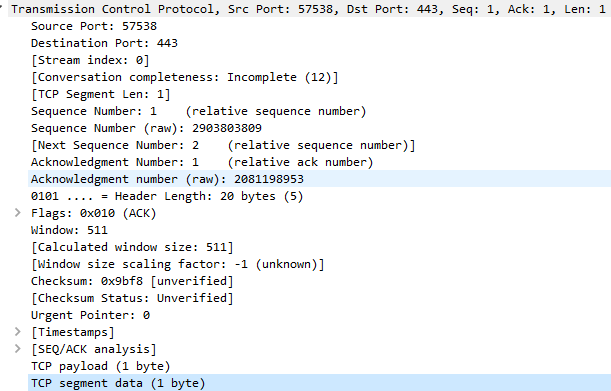 Transmission Control Protocol, Src Port: 57538, Dst Port: 443, Seq: 1, Ack: 1, Len: 1
Source Port: 57538
Destination Port: 443
[Stream index: 0]
[Conversation completeness: Incomplete (12)]
[TCP Segment Len: 1]
Sequence Number: 1    (relative sequence number)
Sequence Number (raw): 2903803809
[Next Sequence Number: 2    (relative sequence number)]
Acknowledgment Number: 1    (relative ack number)
Acknowledgment number (raw): 2081198953
0101 .... = Header Length: 20 bytes (5)
Flags: 0x010 (ACK)
Window: 511
[Calculated window size: 511]
[Window size scaling factor: -1 (unknown)]
Checksum: 0x9bf8 [unverified]
[Checksum Status: Unverified]
Urgent Pointer: 0
[Timestamps]
[SEQ/ACK analysis]
TCP payload (1 byte)
TCP segment data (1 byte)